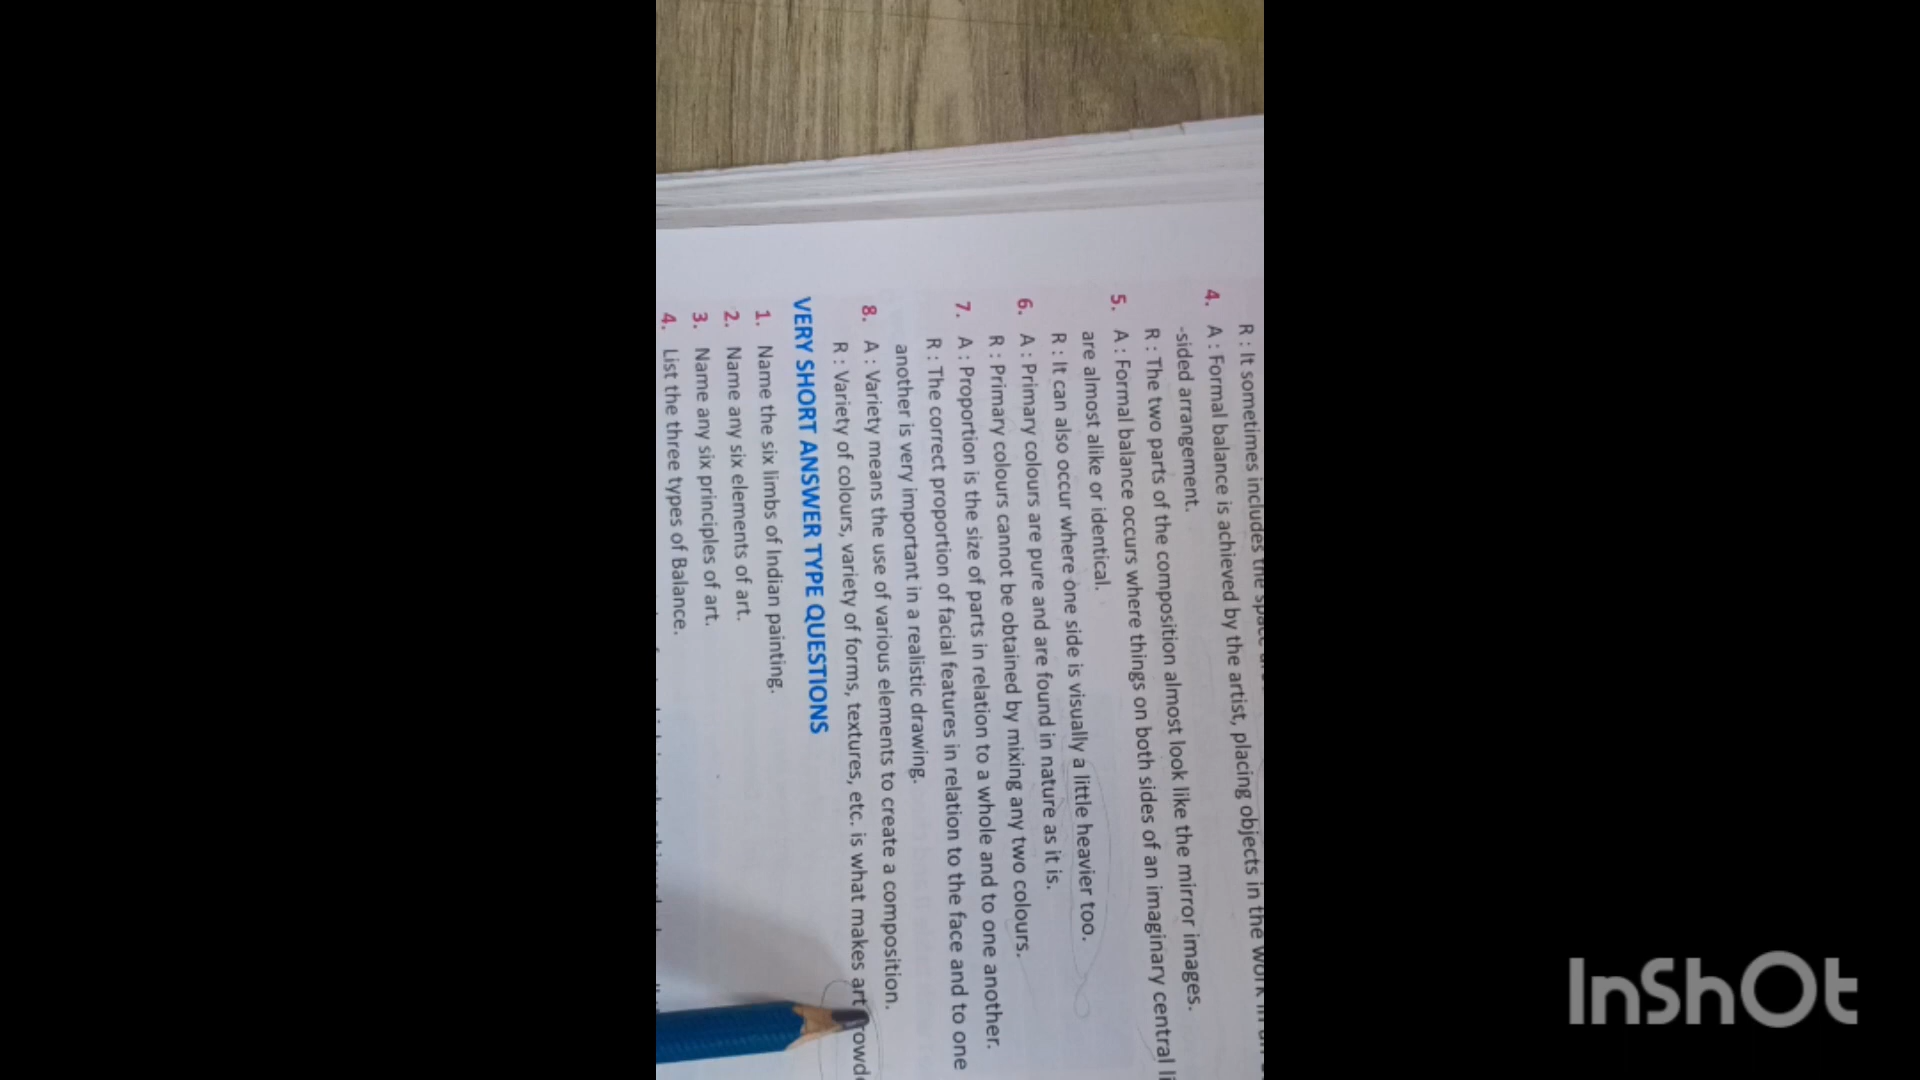 R : It sometimes includes the space
4. A : Formal balance is achieved by the artist, placing objects in the work in an
-sided arrangement.
R : The two parts of the composition almost look like the mirror images.
5. A : Formal balance occurs where things on both sides of an imaginary central
are almost alike or identical.
R : It can also occur where one side is visually a little heavier too.
6. A : Primary colours are pure and are found in nature as it is.
R : Primary colours cannot be obtained by mixing any two colours.
7. A : Proportion is the size of parts in relation to a whole and to one another.
R : The correct proportion of facial features in relation to the face and to one
another is very important in a realistic drawing.
8. A : Variety means the use of various elements to create a composition.
R : Variety of colours, variety of forms, textures, etc. is what makes art
VERY SHORT ANSWER TYPE QUESTIONS
1. Name the six limbs of Indian painting.
2. Name any six elements of art.
3. Name any six principles of art.
4. List the three types of Balance.
InShOt